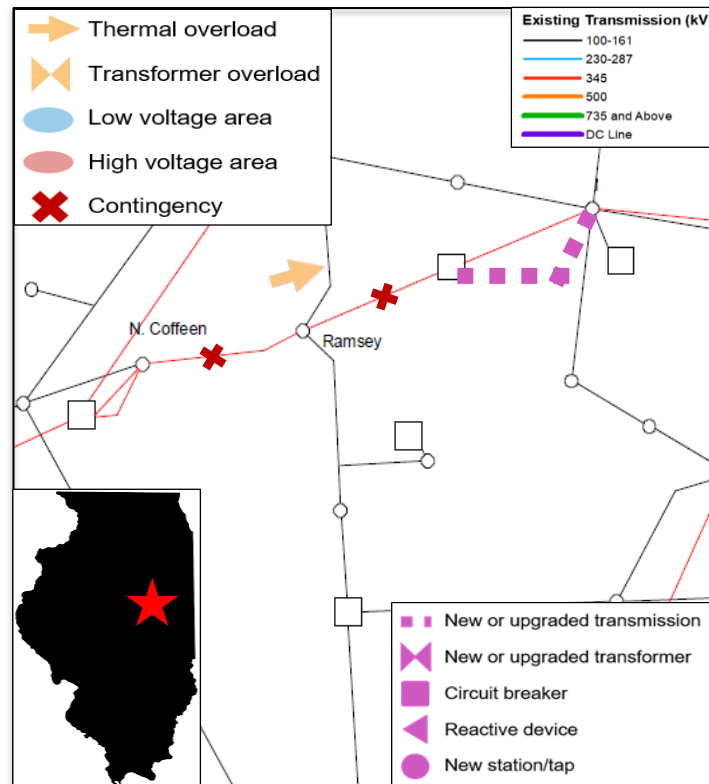 Thermal overload
Transformer overload
Low voltage area
High voltage area
Contingency
Existing Transmission (kV
100-161
230-287
345
500
735 and Above
DC Line
N. Coffeen
Ramsey
New or upgraded transmission
New or upgraded transformer
Circuit breaker
Reactive device
New station/tap